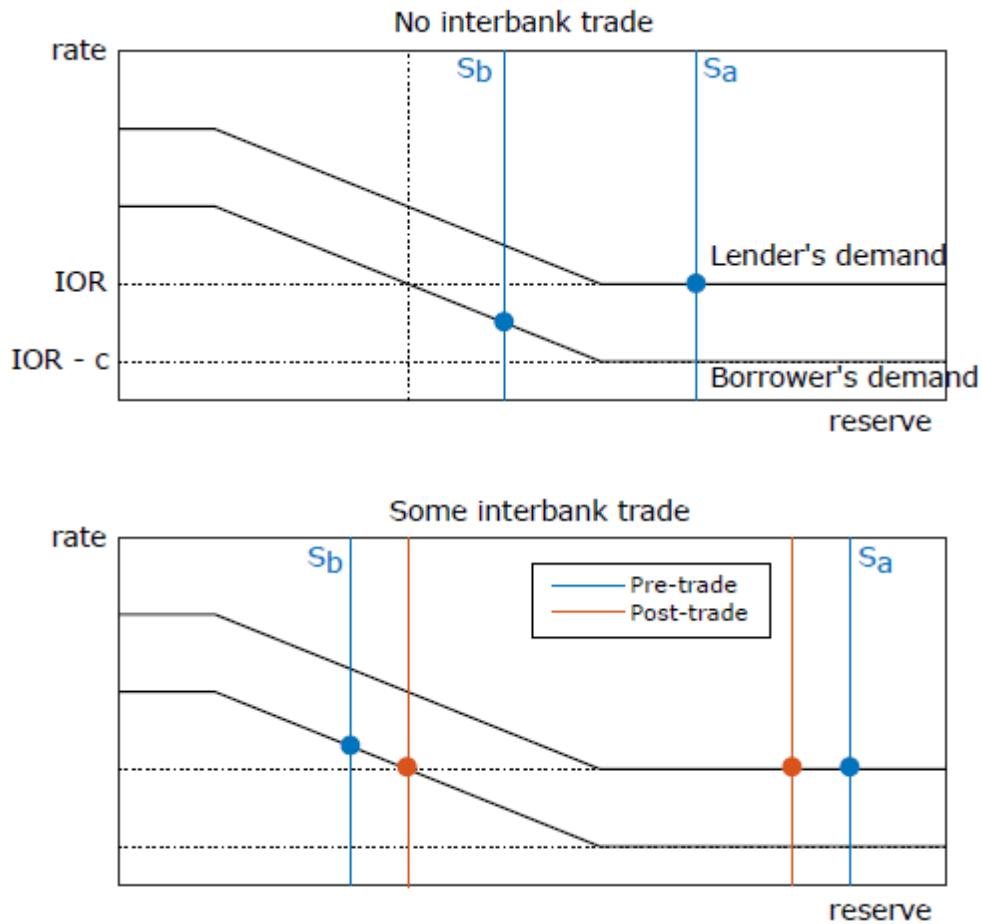 No interbank trade
rate
Sb
Sa
Lender's demand
IOR
IOR - c
Borrower's demand
reserve
Some interbank trade
rate
Sb
Sa
Pre-trade
Post-trade
reserve